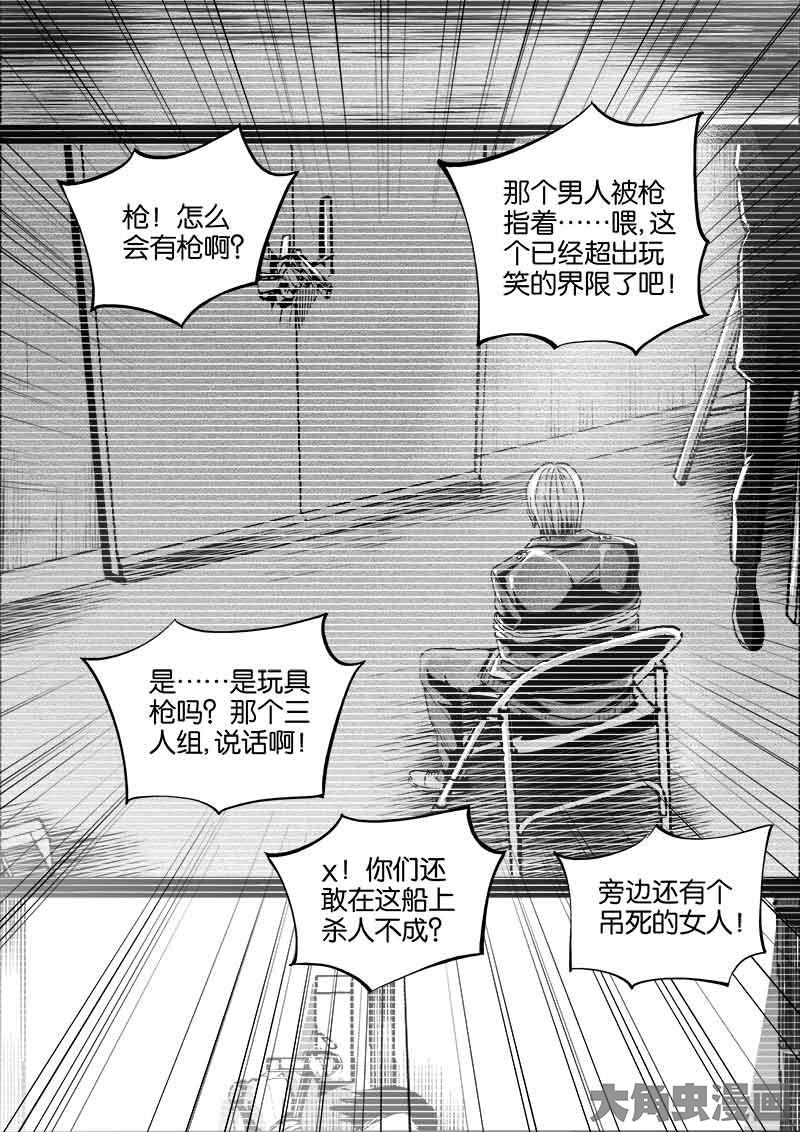 枪！怎么
会有枪啊？
那个男人被枪
指着……喂，这
个已经超出玩
笑的界限了吧！
是……是玩具
枪吗？那个三
人组，说话啊！
x！你们还
敢在这船上
杀人不成？
旁边还有个
吊死的女人！
大角虫漫画